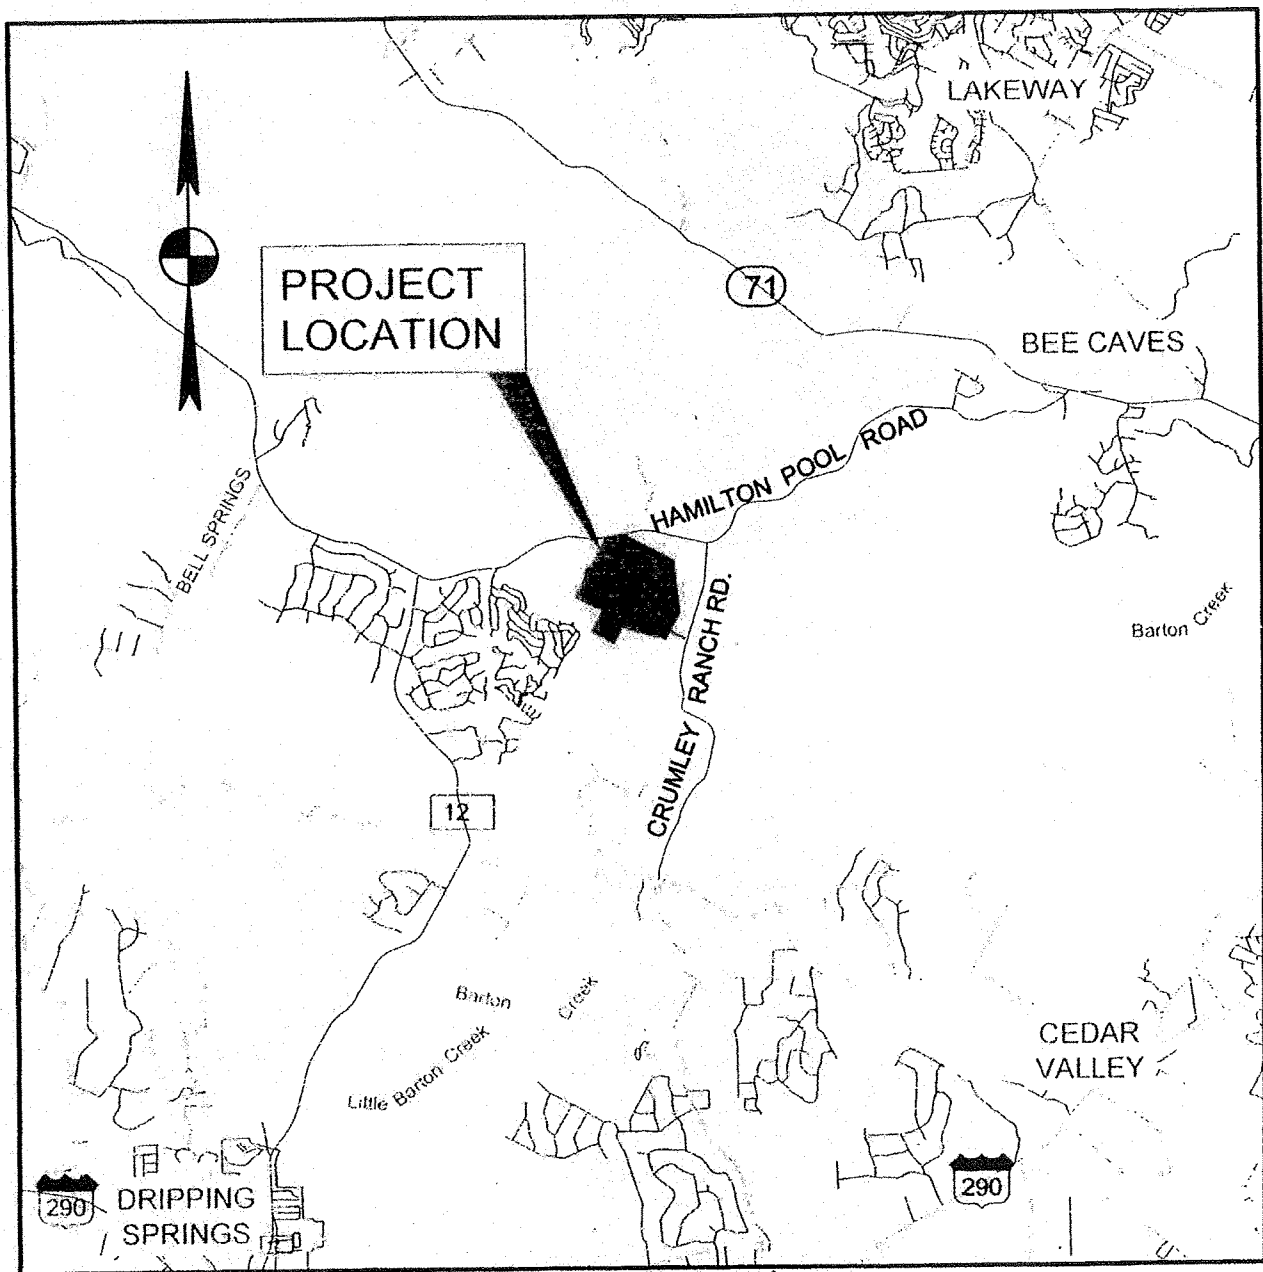 LAKEWAY
PROJECT
LOCATION
71
BEE CAVES
HAMILTON POOL ROAD
BELL SPRINGS
CRUMLEY RANCH RD.
Barton Creek
12
Barton Creek
Little Barton Creek
CEDAR
VALLEY
290
DRIPPING
SPRINGS
290